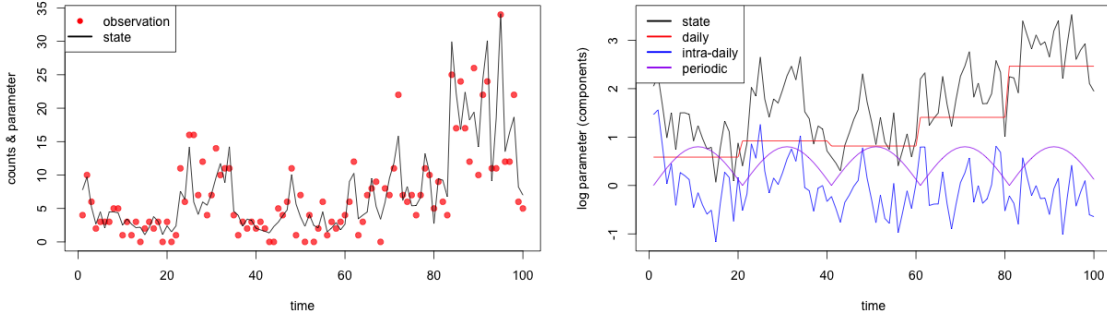 observation
state
counts & parameter
35
30
25
20
15
10
5
0
0 20 40 60 80 100
time
state
daily
intra-daily
periodic
log parameter (components)
3
2
1
0
-1
0 20 40 60 80 100
time